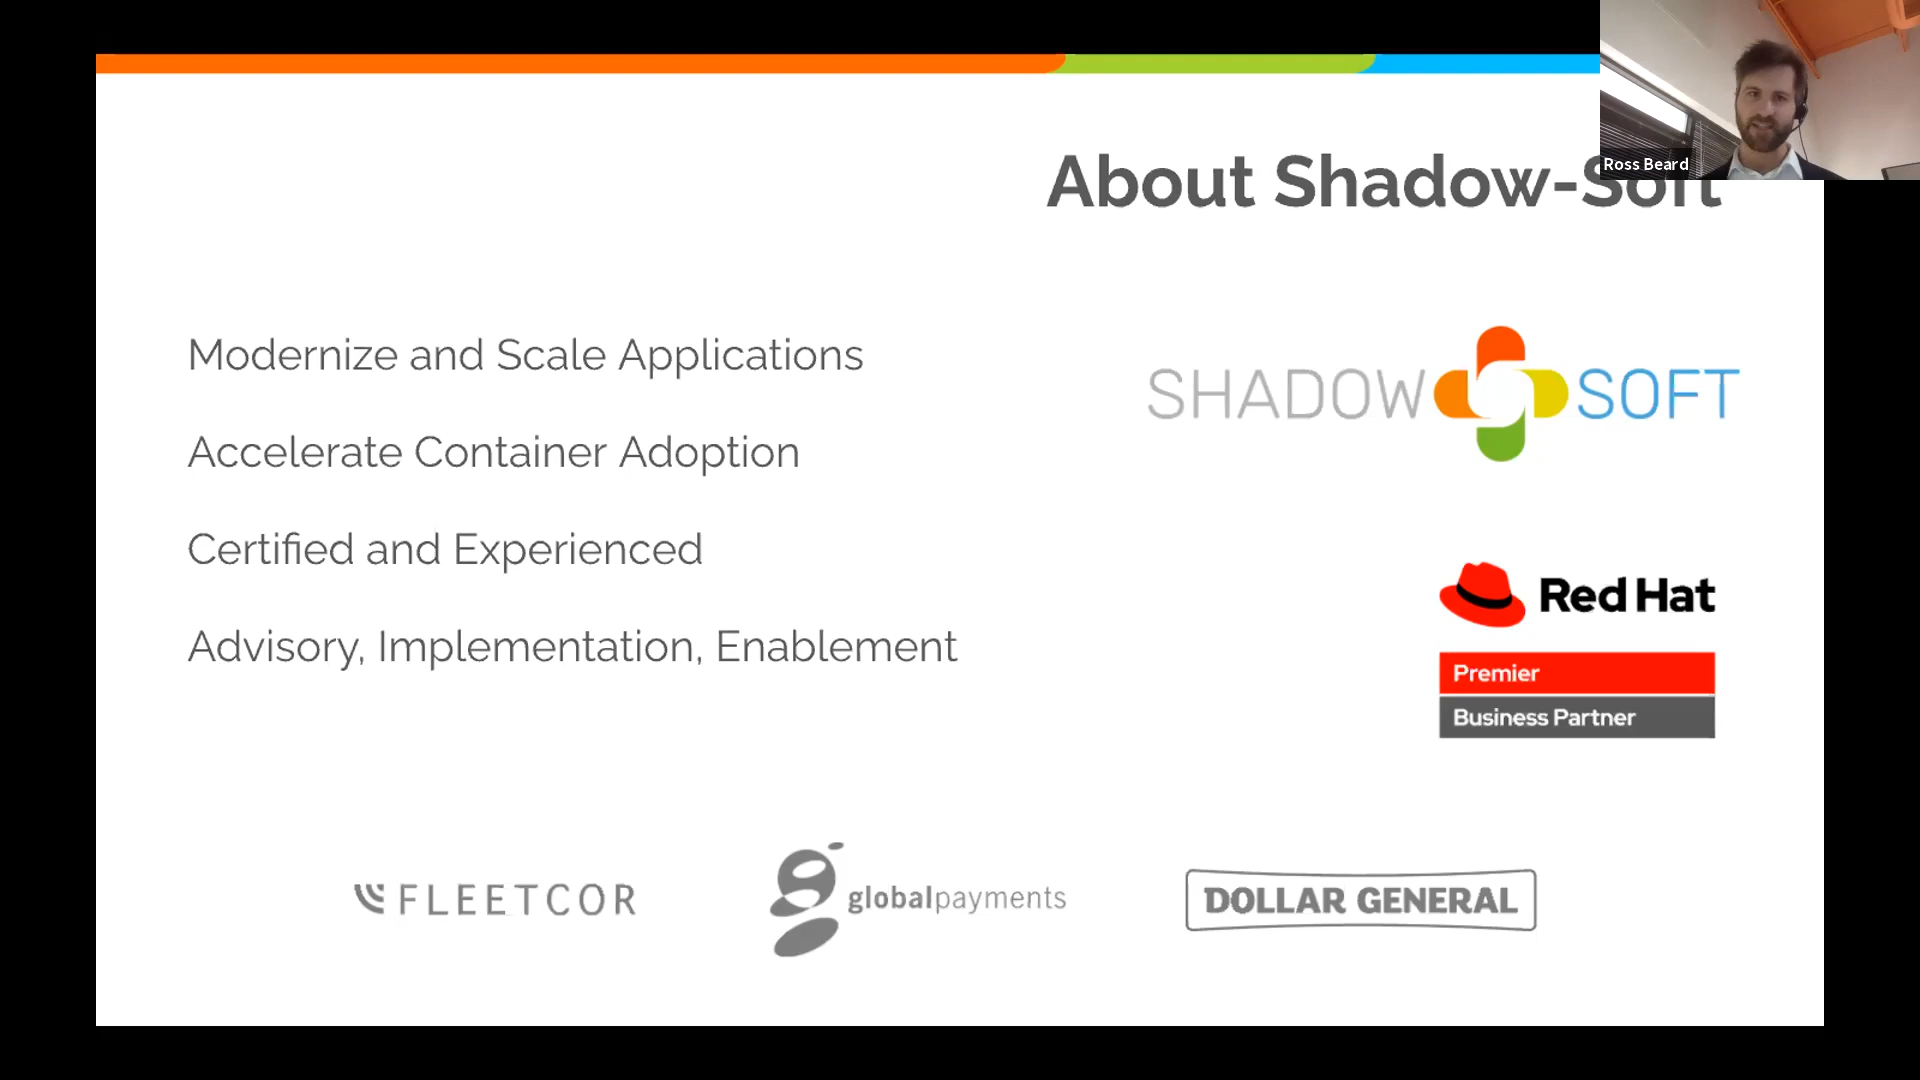 Ross Beard
About Shadow-Soft
Modernize and Scale Applications
Accelerate Container Adoption
Certified and Experienced
Advisory, Implementation, Enablement
SHADOW SOFT
Red Hat
Premier
Business Partner
FLEETCOR
globalpayments
DOLLAR GENERAL